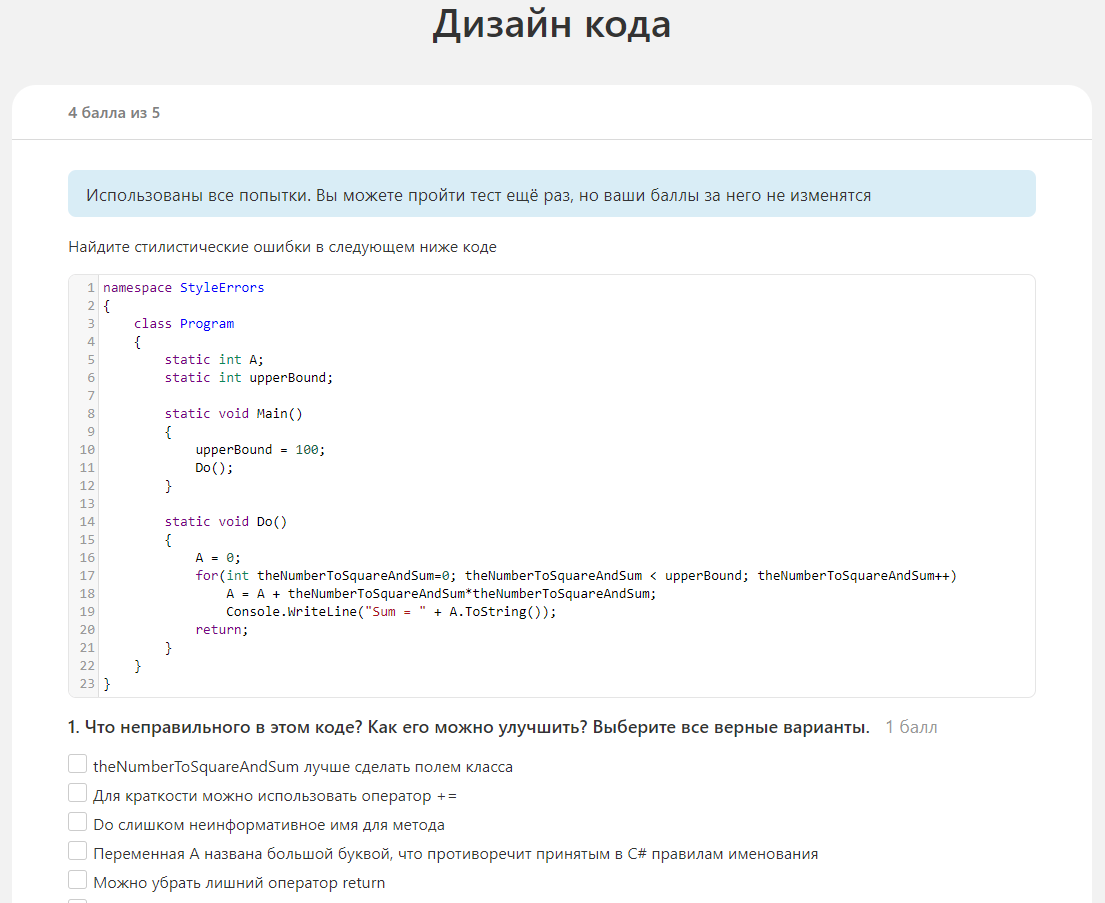 Дизайн кода
4 балла из 5
Использованы все попытки. Вы можете пройти тест ещё раз, но ваши баллы за него не изменятся
Найдите стилистические ошибки в следующем ниже коде
1 namespace StyleErrors
2 {
3     class Program
4     {
5         static int A;
6         static int upperBound;
7
8         static void Main()
9         {
10             upperBound = 100;
11             Do();
12         }
13
14         static void Do()
15         {
16             A = 0;
17             for(int theNumberToSquareAndSum=0; theNumberToSquareAndSum < upperBound; theNumberToSquareAndSum++)
18                 A = A + theNumberToSquareAndSum*theNumberToSquareAndSum;
19                 Console.WriteLine("Sum = " + A.ToString());
20             return;
21         }
22     }
23 }
1. Что неправильного в этом коде? Как его можно улучшить? Выберите все верные варианты. 1 балл
theNumberToSquareAndSum лучше сделать полем класса
Для краткости можно использовать оператор +=
Do слишком неинформативное имя для метода
Переменная A названа большой буквой, что противоречит принятым в C# правилам именования
Можно убрать лишний оператор return